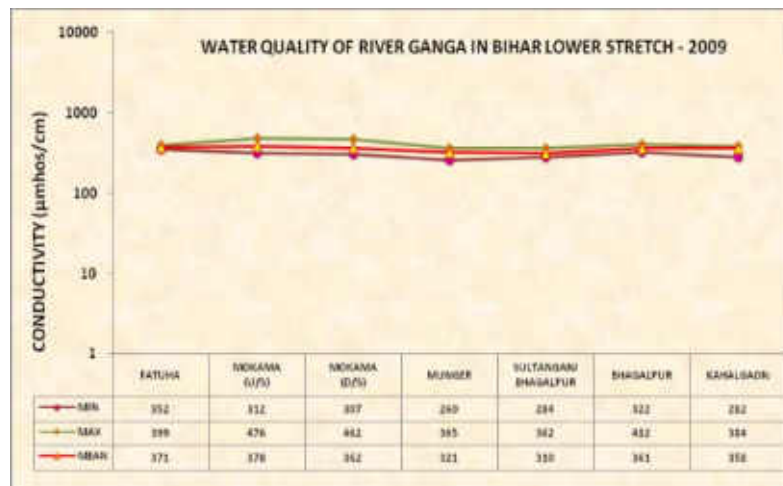 WATER QUALITY OF RIVER GANGA IN BIHAR LOWER STRETCH - 2009
CONDUCTIVITY (µmhos/cm)
10000
1000
100
10
1
FATUHA MOKAMA (U/S) MOKAMA (D/S) MUNGER SULTANGANJ BHAGALPUR BHAGALPUR KAHALGAON
MIN 352 312 307 260 284 322 282
MAX 399 476 462 365 362 384
MEAN 371 378 362 321 310 361 358